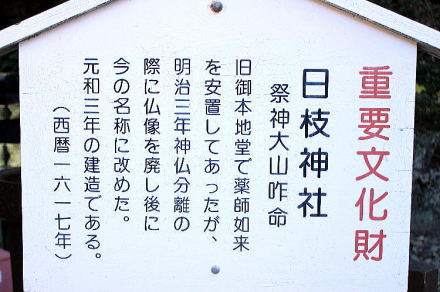 重要文化財
日枝神社
祭神大山咋命
旧御本地堂で薬師如来
を安置してあったが、
明治三年神仏分離の
際に仏像を廃し後に
今の名称に改めた。
元和三年の建造である。
（西暦一六一七年）